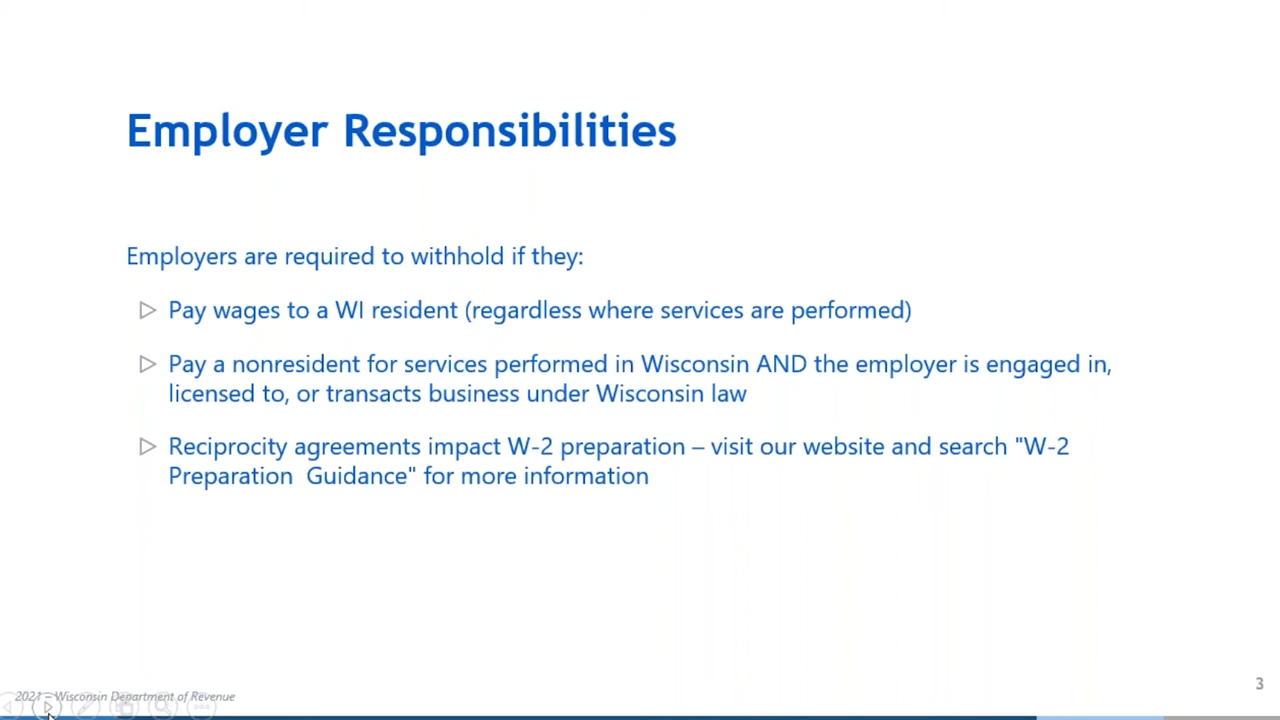 Employer Responsibilities
Employers are required to withhold if they:
Pay wages to a WI resident (regardless where services are performed)
Pay a nonresident for services performed in Wisconsin AND the employer is engaged in,
licensed to, or transacts business under Wisconsin law
Reciprocity agreements impact W-2 preparation – visit our website and search "W-2
Preparation  Guidance" for more information
2021 – Wisconsin Department of Revenue
3